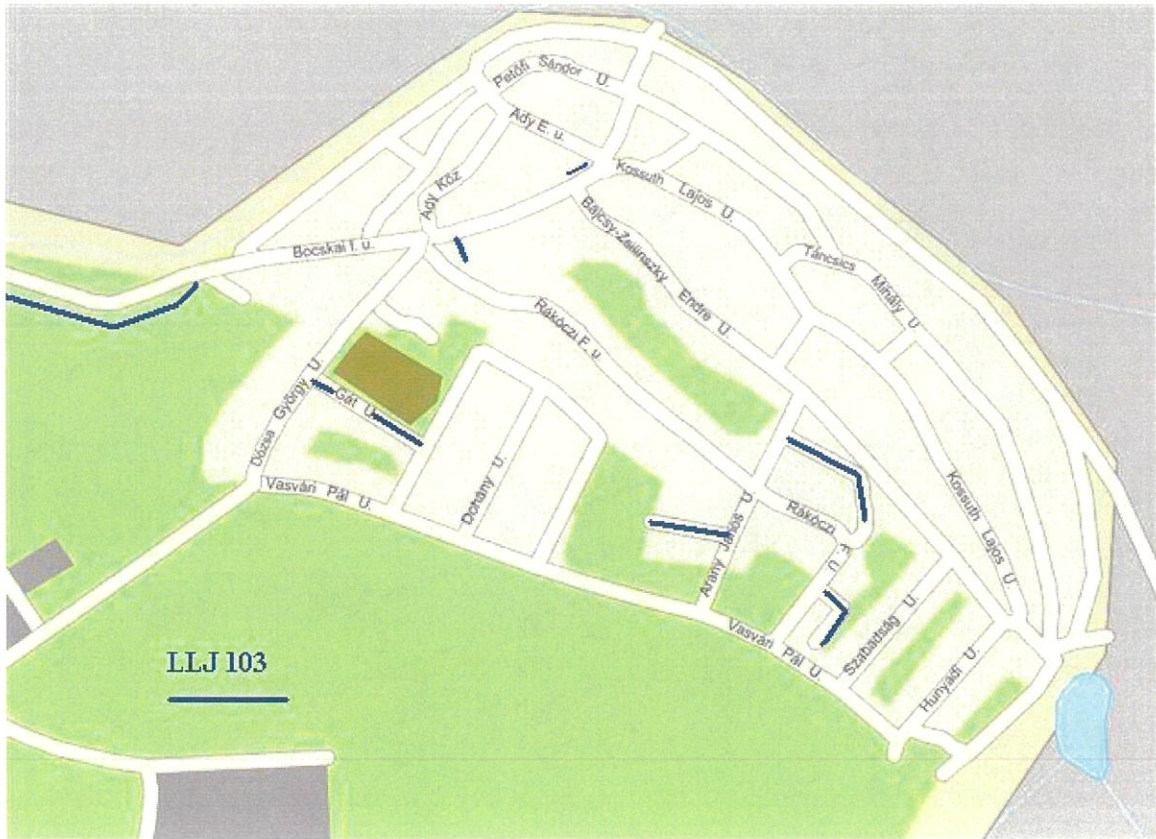 Petőfi Sándor U.
Ady E. u.
Ady Köz
Kossuth Lajos U.
Bajcsy-Zsilinszky Endre U.
Táncsics Mihály U
Bocskai I. u.
Rákóczi F. u
Dózsa György U.
Gát U.
Vasvári Pál U.
Dohány U.
Arany János U
Rákóczi F. U
Kossuth Lajos U.
Vasvári Pál U
Szabadság U.
Hunyadi U.
LLJ 103